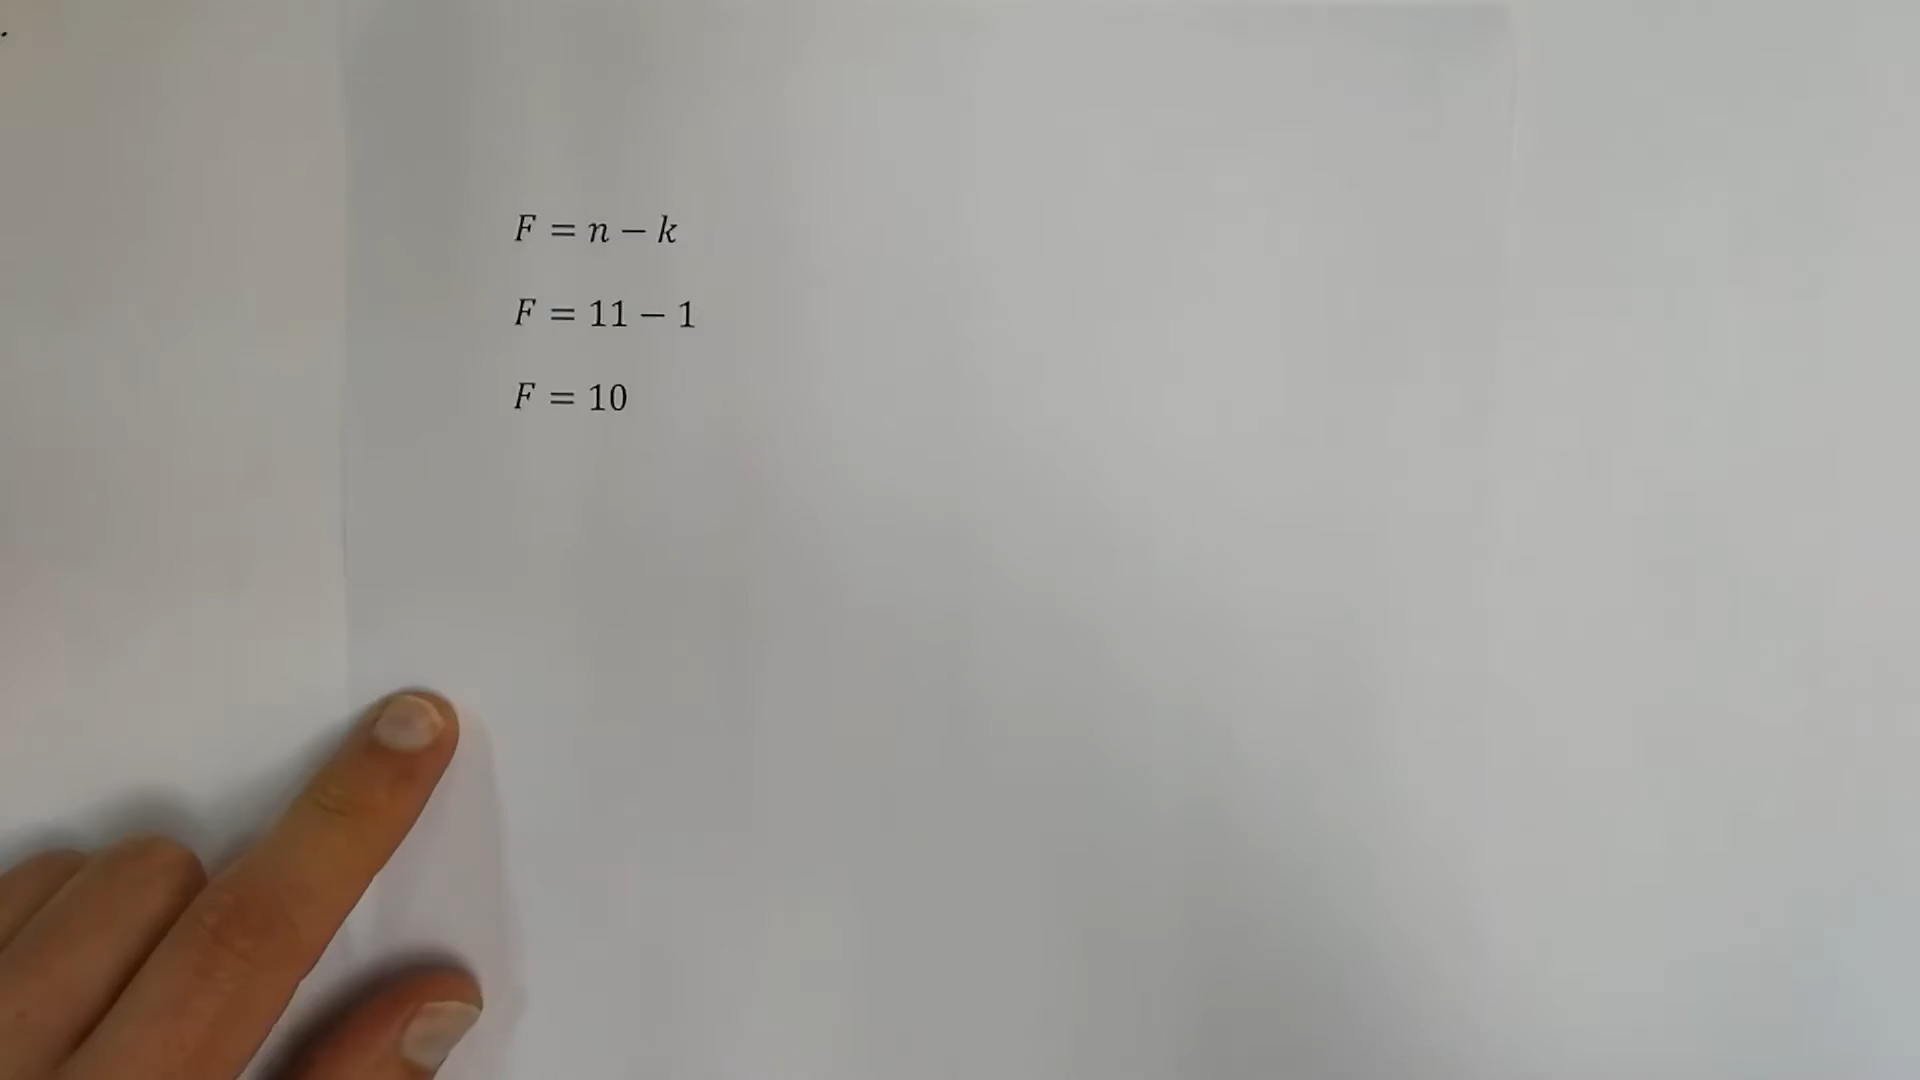 F = n − k
F = 11 − 1
F = 10